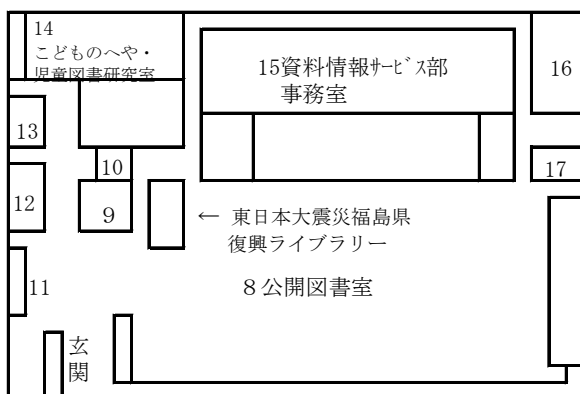 14
こどものへや・
児童図書研究室
15資料情報ｻｰﾋﾞｽ部
事務室
16
13
10
17
12
9
← 東日本大震災福島県
復興ライブラリー
11
８公開図書室
玄
関